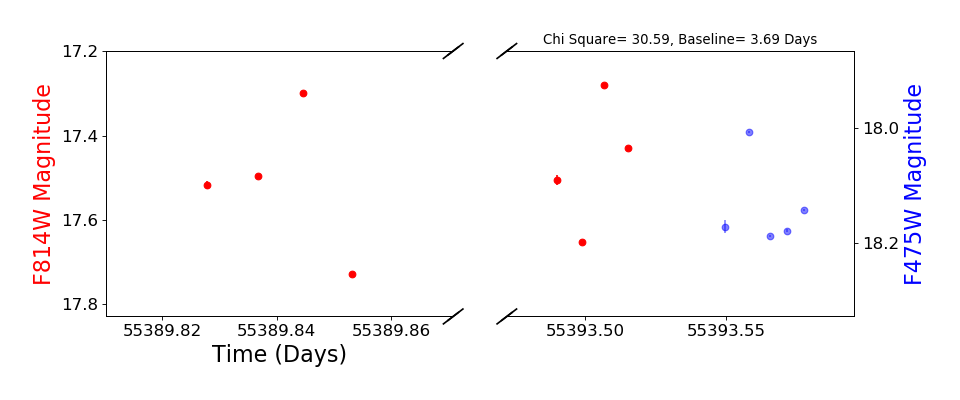 Chi Square= 30.59, Baseline= 3.69 Days
17.2
17.4
17.6
17.8
F814W Magnitude
18.0
18.2
F475W Magnitude
55389.82 55389.84 55389.86 55393.50 55393.55
Time (Days)